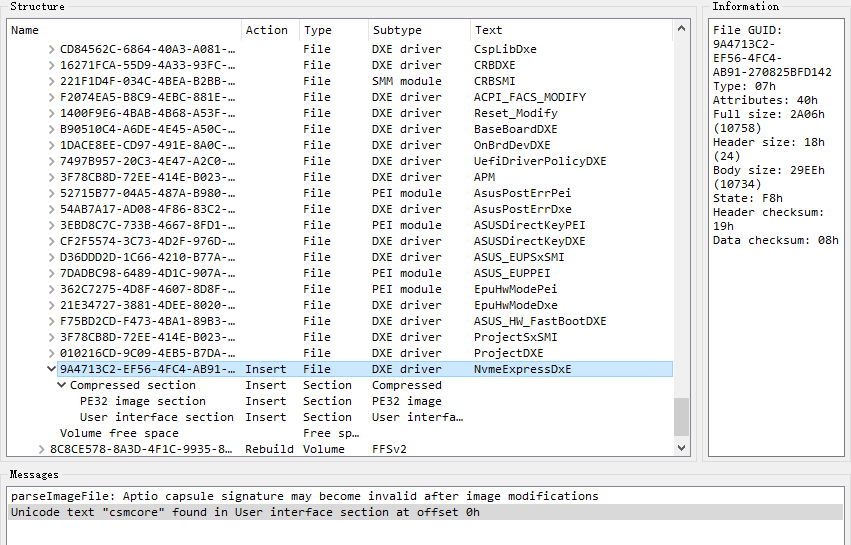 Structure
Name Action Type Subtype Text
CD84562C-6864-40A3-A081-… File DXE driver CspLibDxe
16271FCA-55D9-4A33-93FC-… File DXE driver CRBDXE
221F1D4F-034C-4BEA-B2BB-… File SMM module CRBSMI
F2074EA5-B8C9-4EBC-881E-… File DXE driver ACPI_FACS_MODIFY
1400F9E6-4BAB-4B68-A53F-… File DXE driver Reset_Modify
B90510C4-A6DE-4E45-A50C-… File DXE driver BaseBoardDXE
1DACE8EE-CD97-491E-8A0C-… File DXE driver OnBrdDevDXE
7497B957-20C3-4E47-A2C0-… File DXE driver UefiDriverPolicyDXE
3F78CB8D-72EE-414E-B023-… File DXE driver APM
52715B77-04A5-487A-B980-… File PEI module AsusPostErrPei
54AB7A17-AD08-4F86-83C2-… File DXE driver AsusPostErrDxe
3EBD8C7C-733B-4667-8FD1-… File PEI module ASUSDirectKeyPEI
CF2F5574-3C73-4D2F-976D-… File DXE driver ASUSDirectKeyDXE
D36DDD2D-1C66-4210-B77A-… File DXE driver ASUS_EUPSxSMI
7DADBC98-6489-4D1C-907A-… File PEI module ASUS_EUPPEI
362C7275-4D8F-4607-8D8F-… File PEI module EpuHwModePei
21E34727-3881-4DEE-8020-… File DXE driver EpuHwModeDxe
F75BD2CD-F473-4BA1-89B3-… File DXE driver ASUS_HW_FastBootDXE
3F78CB8D-72EE-414E-B023-… File DXE driver ProjectSxSMI
010216CD-9C09-4EB5-B7DA-… File DXE driver ProjectDXE
9A4713C2-EF56-4FC4-AB91-… Insert File DXE driver NvmeExpressDxE
Compressed section Insert Section Compressed
PE32 image section Insert Section PE32 image
User interface section Insert Section User interfa…
Volume free space Free sp…
8C8CE578-8A3D-4F1C-9935-8… Rebuild Volume FFSv2
Information
File GUID:
9A4713C2-
EF56-4FC4-
AB91-270825BFD142
Type: 07h
Attributes: 40h
Full size: 2A06h
(10758)
Header size: 18h
(24)
Body size: 29EEh
(10734)
State: F8h
Header checksum:
19h
Data checksum: 08h
Messages
parseImageFile: Aptio capsule signature may become invalid after image modifications
Unicode text "csmcore" found in User interface section at offset 0h